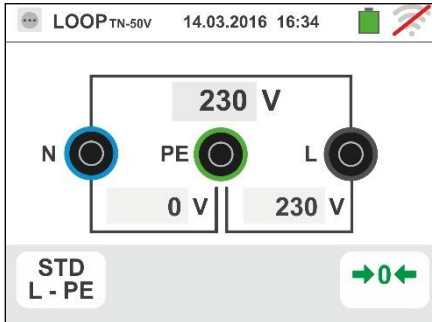 LOOP TN-50V 14.03.2016 16:34
230 V
N PE L
0 V 230 V
STD
L - PE
→0←